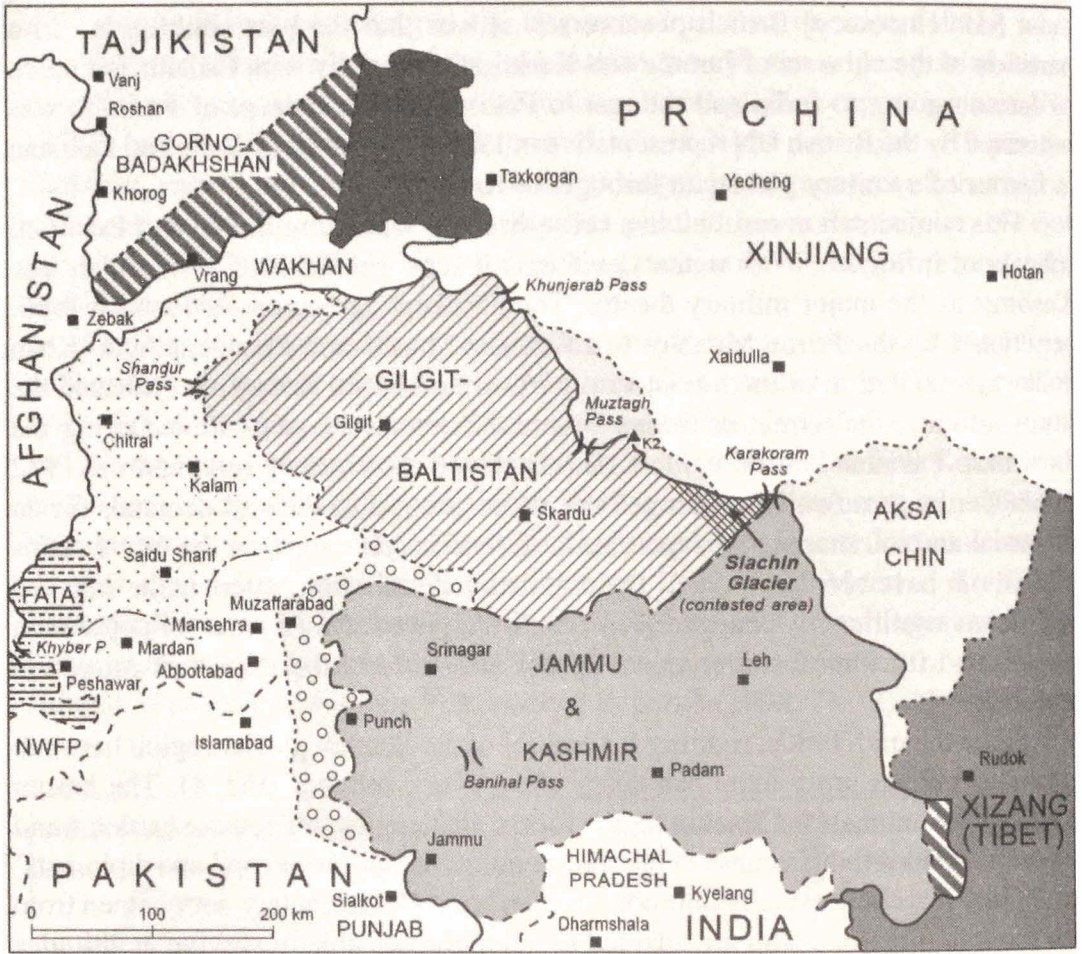 TAJIKISTAN
Vanj
Roshan
PR CHINA
GORNO-
BADAKHSHAN
Khorog
Taxkorgan
Yecheng
AFGHANISTAN
XINJIANG
Vrang
WAKHAN
Hotan
Khunjerab Pass
Zebak
Shandur
Pass
Xaidulla
GILGIT-
Muztagh
Pass
Gilgit
Chitral
K2
Karakoram
Pass
Kalam
BALTISTAN
Skardu
AKSAI
CHIN
Saidu Sharif
Siachin
Glacier
(contested area)
FATA
Muzaffarabad
Mansehra
Khyber P.
Mardan
Srinagar
JAMMU
Leh
Peshawar
Abbottabad
&
Punch
NWFP
Islamabad
KASHMIR
Rudok
Banihal Pass
Padam
XIZANG
(TIBET)
Jammu
HIMACHAL
PRADESH
PAKISTAN
Sialkot
Kyelang
0 100 200 km
PUNJAB
Dharmshala
INDIA